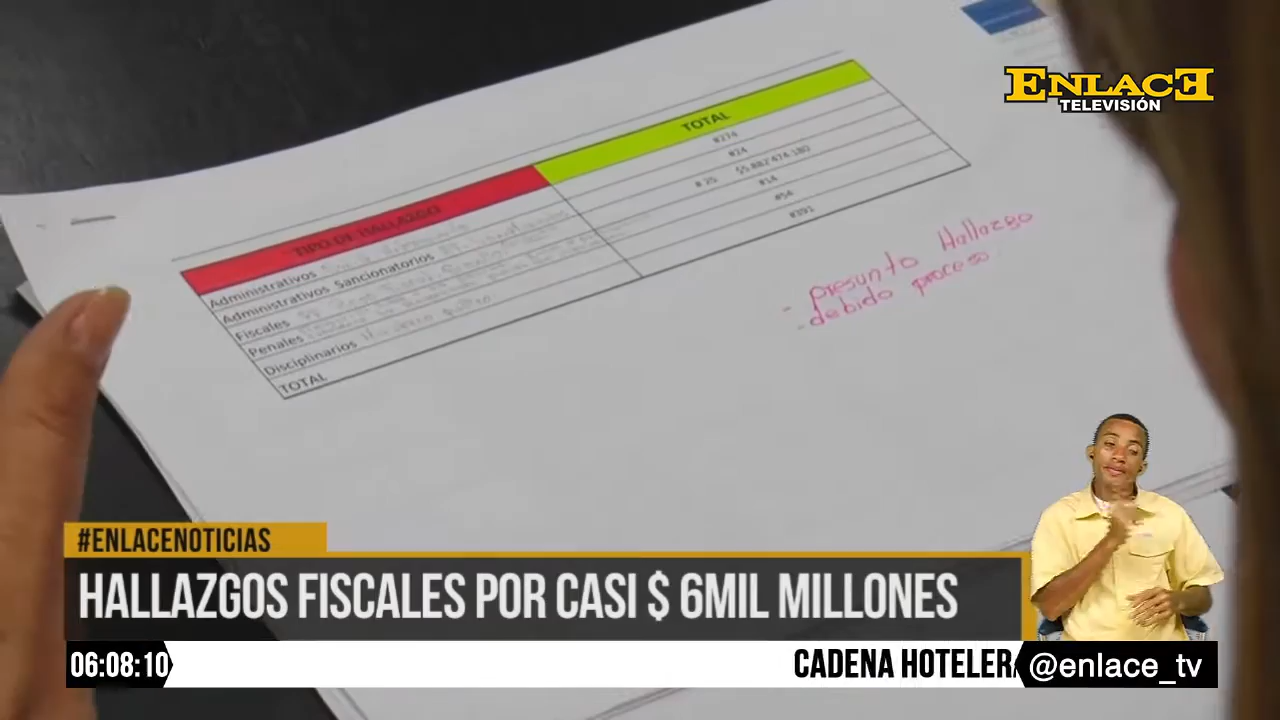 ENLACE
TELEVISIÓN
TIPO DE HALLAZGO
TOTAL
Administrativos
#274
Administrativos Sancionatorios
#24
Fiscales
# 25 $5.882'474.180
Penales
#14
Disciplinarios
#54
TOTAL
#391
- presunto Hallazgo
- debido proceso
#ENLACENOTICIAS
HALLAZGOS FISCALES POR CASI $ 6MIL MILLONES
06:08:10
CADENA HOTELER
@enlace_tv